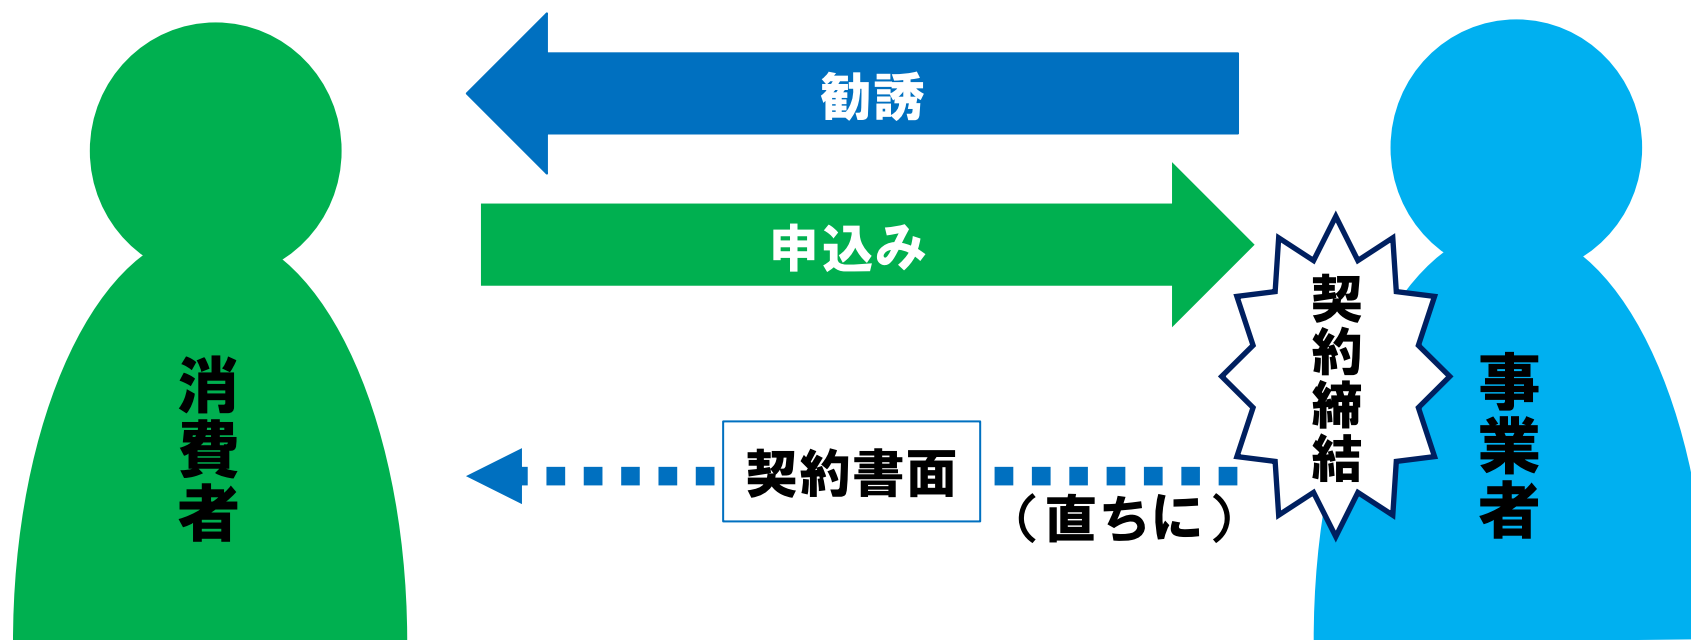 勧誘
申込み
契約締結
消費者
事業者
契約書面
（直ちに）